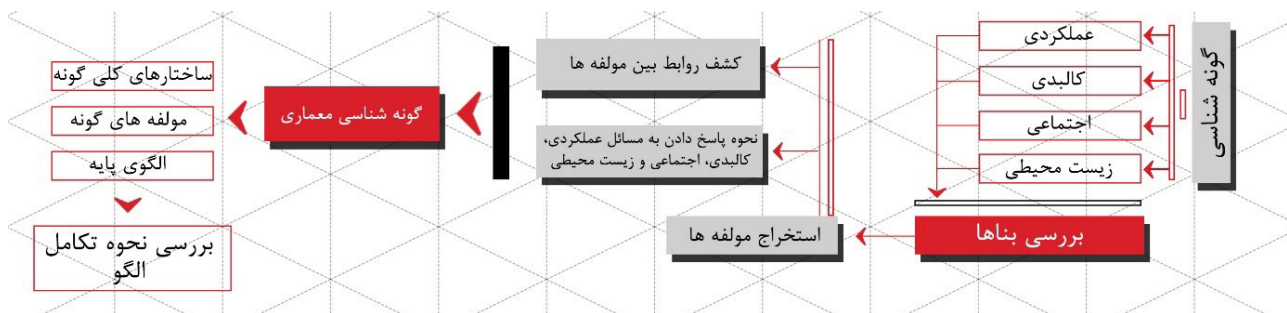 گونه شناسی
عملکردی
کالبدی
اجتماعی
زیست محیطی
بررسی بناها
استخراج مولفه ها
کشف روابط بین مولفه ها
نحوه پاسخ دادن به مسائل عملکردی،
کالبدی، اجتماعی و زیست محیطی
گونه شناسی معماری
ساختارهای کلی گونه
مولفه های گونه
الگوی پایه
بررسی نحوه تکامل
الگو